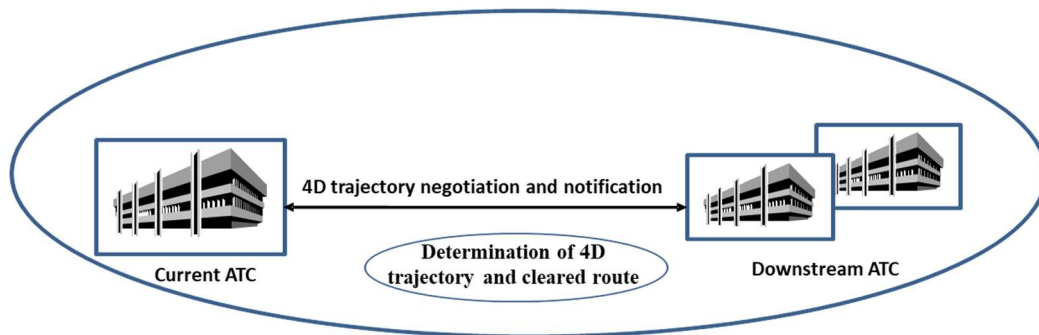 4D trajectory negotiation and notification
Determination of 4D
trajectory and cleared route
Current ATC
Downstream ATC